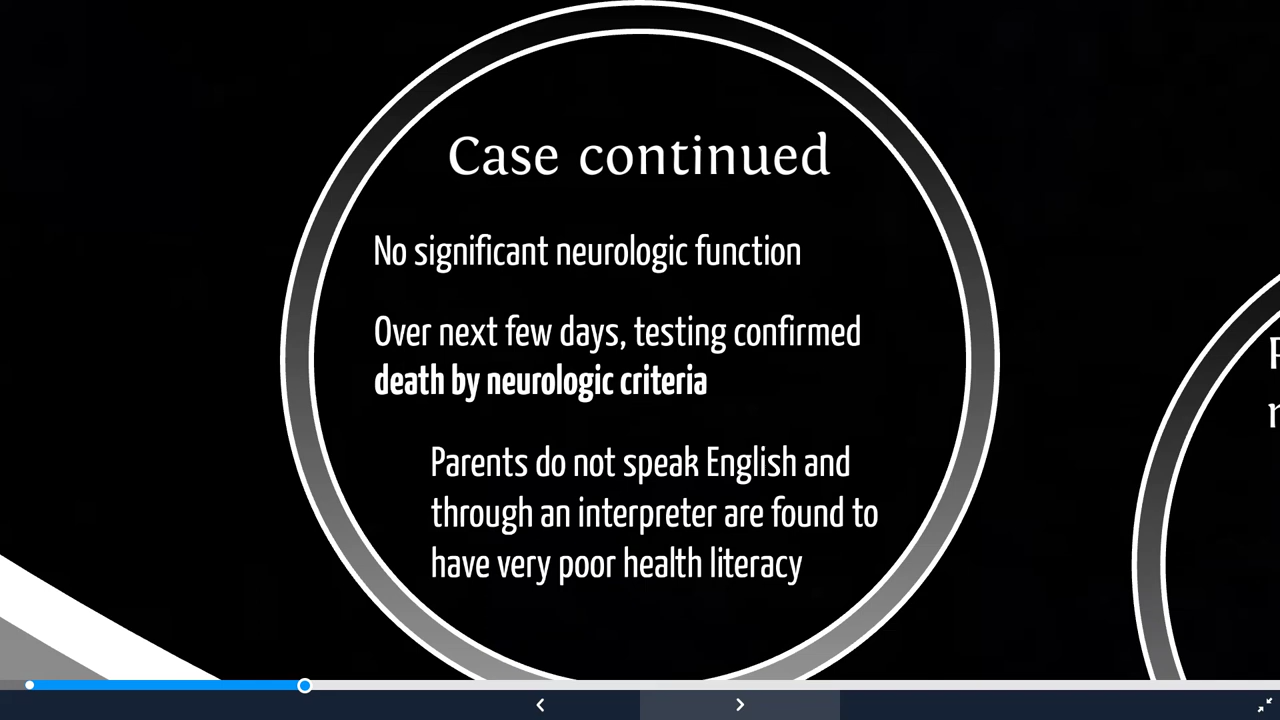 Case continued
No significant neurologic function
Over next few days, testing confirmed
death by neurologic criteria
Parents do not speak English and
through an interpreter are found to
have very poor health literacy